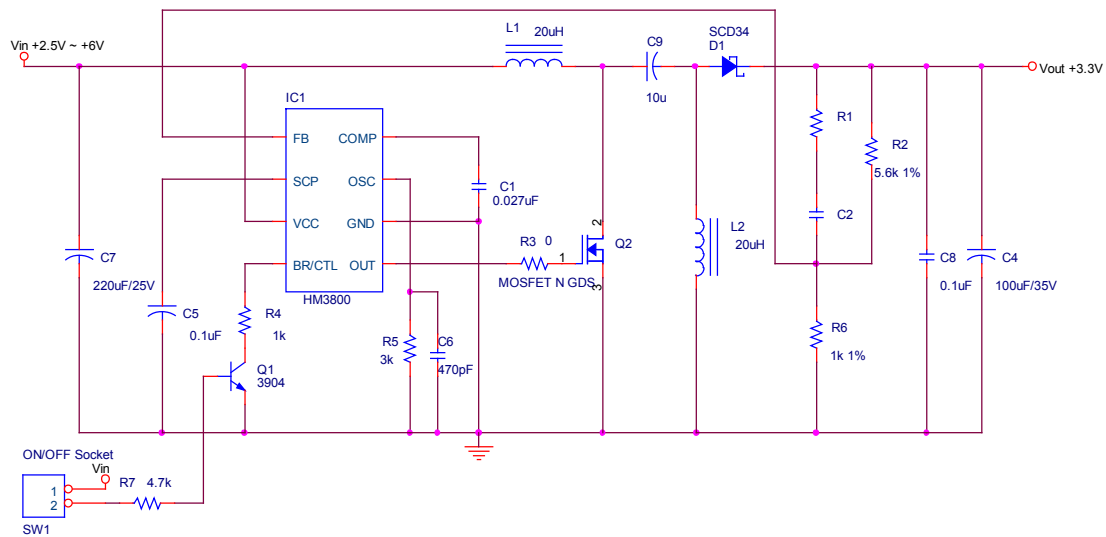 L1
20uH
C9
10u
SCD34
D1
Vin +2.5V ~ +6V
Vout +3.3V
IC1
FB
COMP
SCP
OSC
VCC
GND
BR/CTL
OUT
HM3800
C1
0.027uF
R1
R2
5.6k 1%
C2
R3 0
1
2
3
Q2
MOSFET N GDS
L2
20uH
C7
220uF/25V
C5
0.1uF
R4
1k
Q1
3904
R5
3k
C6
470pF
R6
1k 1%
C8
0.1uF
C4
100uF/35V
ON/OFF Socket
Vin
1
2
R7 4.7k
SW1